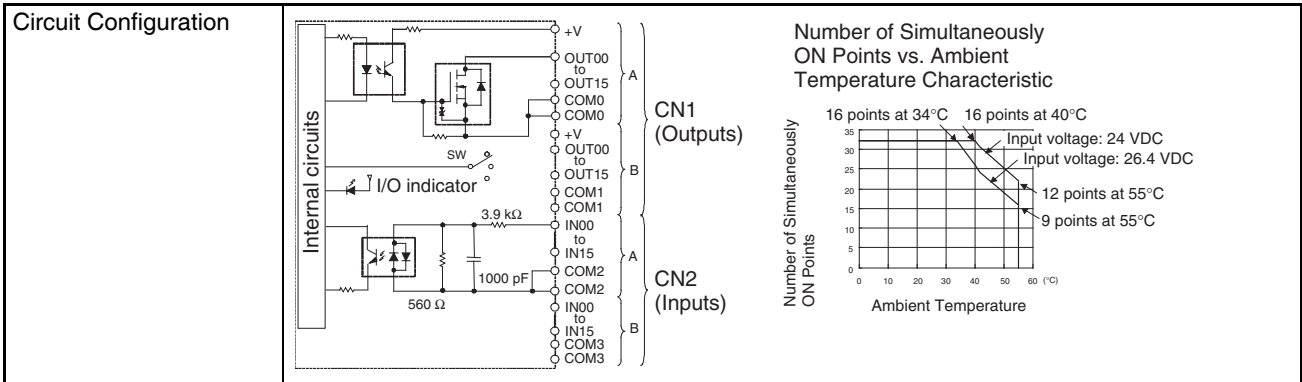 Circuit Configuration
Internal circuits
SW
I/O indicator
3.9 kΩ
1000 pF
560 Ω
+V
OUT00
to
OUT15
COM0
COM0
A
+V
OUT00
to
OUT15
COM1
COM1
B
CN1
(Outputs)
IN00
to
IN15
COM2
COM2
A
IN00
to
IN15
COM3
COM3
B
CN2
(Inputs)
Number of Simultaneously
ON Points vs. Ambient
Temperature Characteristic
16 points at 34°C 16 points at 40°C
Input voltage: 24 VDC
Input voltage: 26.4 VDC
12 points at 55°C
9 points at 55°C
Number of Simultaneously
ON Points
35
30
25
20
15
10
5
0
0 10 20 30 40 50 60 (°C)
Ambient Temperature